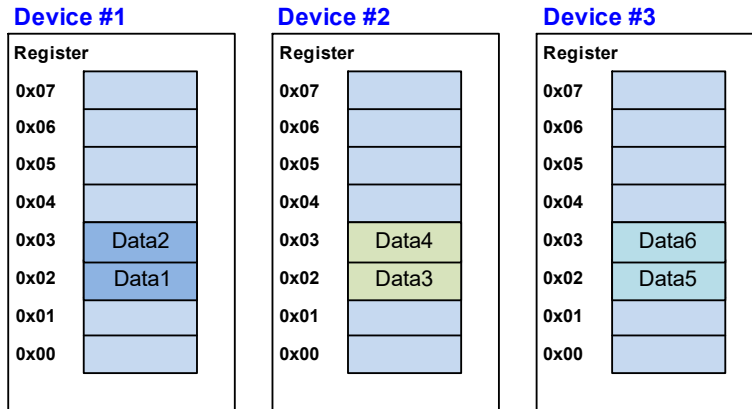 Device #1
Register
0x07
0x06
0x05
0x04
0x03 Data2
0x02 Data1
0x01
0x00
Device #2
Register
0x07
0x06
0x05
0x04
0x03 Data4
0x02 Data3
0x01
0x00
Device #3
Register
0x07
0x06
0x05
0x04
0x03 Data6
0x02 Data5
0x01
0x00